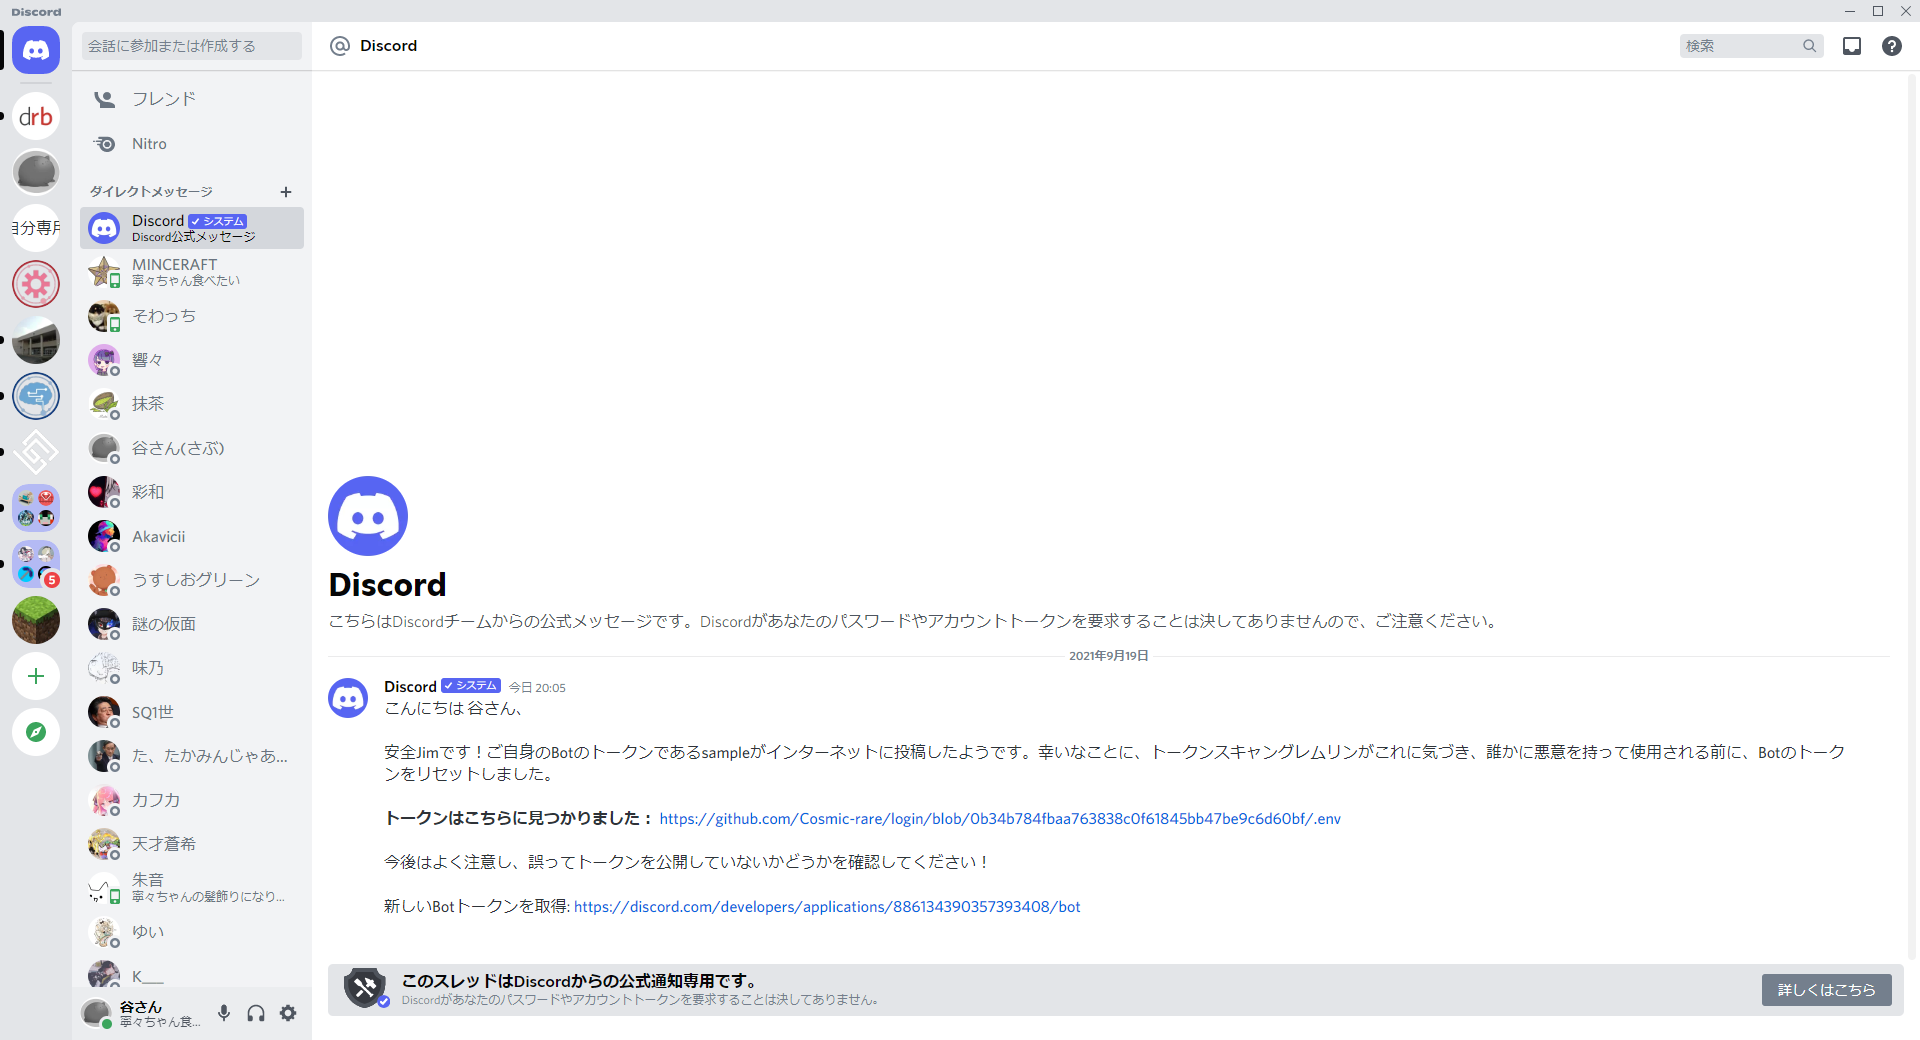 Discord
会話に参加または作成する
Discord
検索
drb
自分専用
5
フレンド
Nitro
ダイレクトメッセージ
Discord システム
Discord公式メッセージ
MINCERAFT
寧々ちゃん食べたい
そわっち
響々
抹茶
谷さん(さぶ)
彩和
Akavicii
うすしおグリーン
謎の仮面
味乃
SQ1世
た、たかみんじゃあ...
カフカ
天才蒼希
朱音
寧々ちゃんの髪飾りになり...
ゆい
K___
谷さん
寧々ちゃん食...
Discord
こちらはDiscordチームからの公式メッセージです。Discordがあなたのパスワードやアカウントトークンを要求することは決してありませんので、ご注意ください。
2021年9月19日
Discord システム 今日 20:05
こんにちは 谷さん、
安全Jimです！ご自身のBotのトークンであるsampleがインターネットに投稿したようです。幸いなことに、トークンスキャングレムリンがこれに気づき、誰かに悪意を持って使用される前に、Botのトーク
ンをリセットしました。
トークンはこちらに見つかりました： https://github.com/Cosmic-rare/login/blob/0b34b784fbaa763838c0f61845bb47be9c6d60bf/.env
今後はよく注意し、誤ってトークンを公開していないかどうかを確認してください！
新しいBotトークンを取得: https://discord.com/developers/applications/886134390357393408/bot
このスレッドはDiscordからの公式通知専用です。
Discordがあなたのパスワードやアカウントトークンを要求することは決してありません。
詳しくはこちら